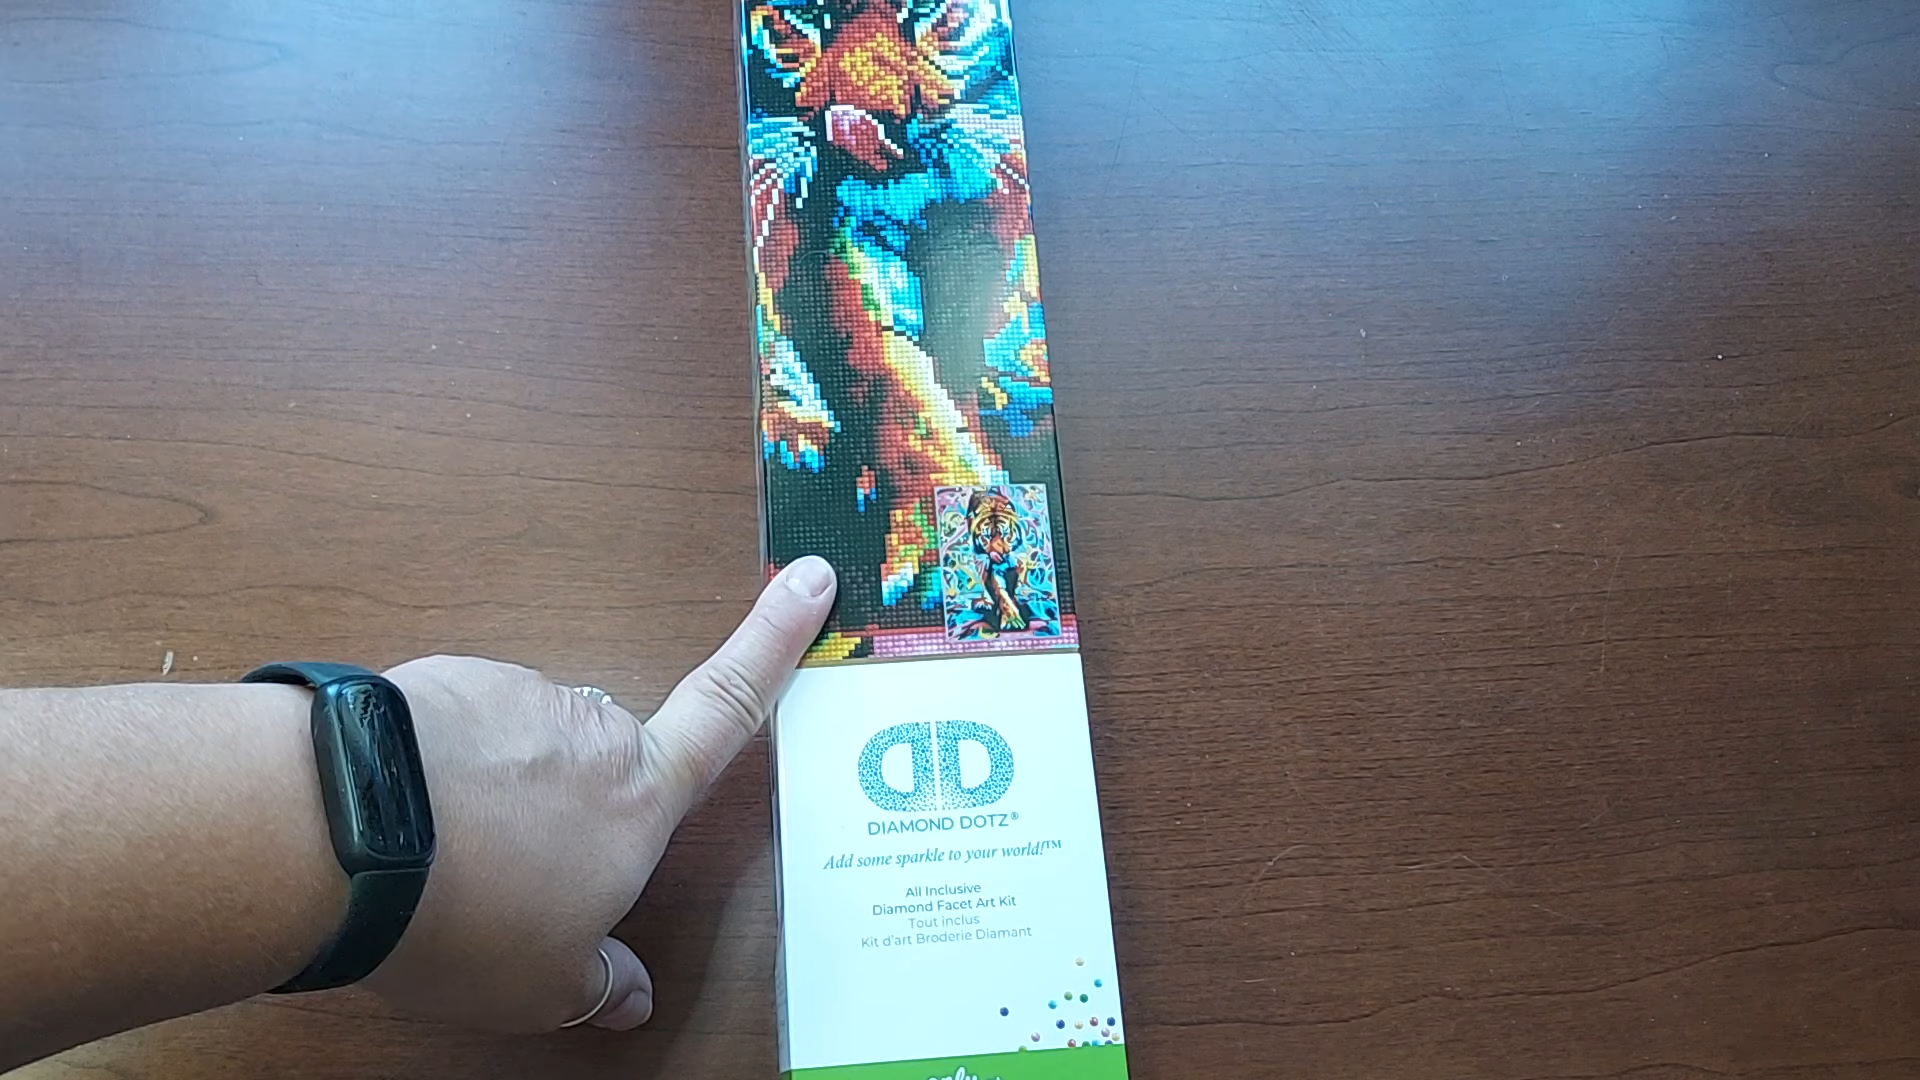 DIAMOND DOTZ®
Add some sparkle to your world!™
All Inclusive
Diamond Facet Art Kit
Tout inclus
Kit d'art Broderie Diamant
only